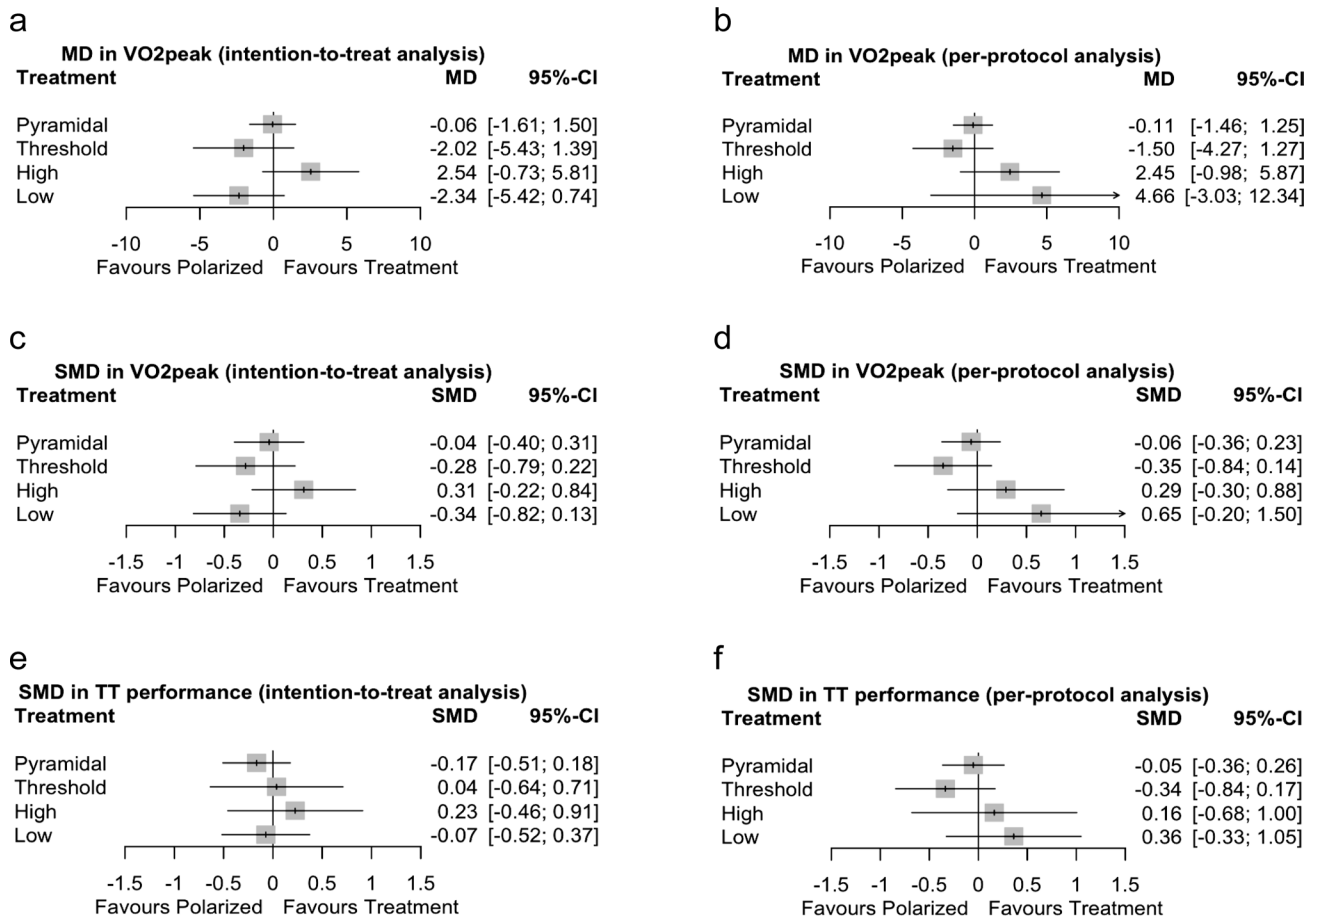 a
MD in VO2peak (intention-to-treat analysis)
Treatment MD 95%-CI
Pyramidal -0.06 [-1.61; 1.50]
Threshold -2.02 [-5.43; 1.39]
High 2.54 [-0.73; 5.81]
Low -2.34 [-5.42; 0.74]
-10 -5 0 5 10
Favours Polarized Favours Treatment
b
MD in VO2peak (per-protocol analysis)
Treatment MD 95%-CI
Pyramidal -0.11 [-1.46; 1.25]
Threshold -1.50 [-4.27; 1.27]
High 2.45 [-0.98; 5.87]
Low 4.66 [-3.03; 12.34]
-10 -5 0 5 10
Favours Polarized Favours Treatment
c
SMD in VO2peak (intention-to-treat analysis)
Treatment SMD 95%-CI
Pyramidal -0.04 [-0.40; 0.31]
Threshold -0.28 [-0.79; 0.22]
High 0.31 [-0.22; 0.84]
Low -0.34 [-0.82; 0.13]
-1.5 -1 -0.5 0 0.5 1 1.5
Favours Polarized Favours Treatment
d
SMD in VO2peak (per-protocol analysis)
Treatment SMD 95%-CI
Pyramidal -0.06 [-0.36; 0.23]
Threshold -0.35 [-0.84; 0.14]
High 0.29 [-0.30; 0.88]
Low 0.65 [-0.20; 1.50]
-1.5 -1 -0.5 0 0.5 1 1.5
Favours Polarized Favours Treatment
e
SMD in TT performance (intention-to-treat analysis)
Treatment SMD 95%-CI
Pyramidal -0.17 [-0.51; 0.18]
Threshold 0.04 [-0.64; 0.71]
High 0.23 [-0.46; 0.91]
Low -0.07 [-0.52; 0.37]
-1.5 -1 -0.5 0 0.5 1 1.5
Favours Polarized Favours Treatment
f
SMD in TT performance (per-protocol analysis)
Treatment SMD 95%-CI
Pyramidal -0.05 [-0.36; 0.26]
Threshold -0.34 [-0.84; 0.17]
High 0.16 [-0.68; 1.00]
Low 0.36 [-0.33; 1.05]
-1.5 -1 -0.5 0 0.5 1 1.5
Favours Polarized Favours Treatment